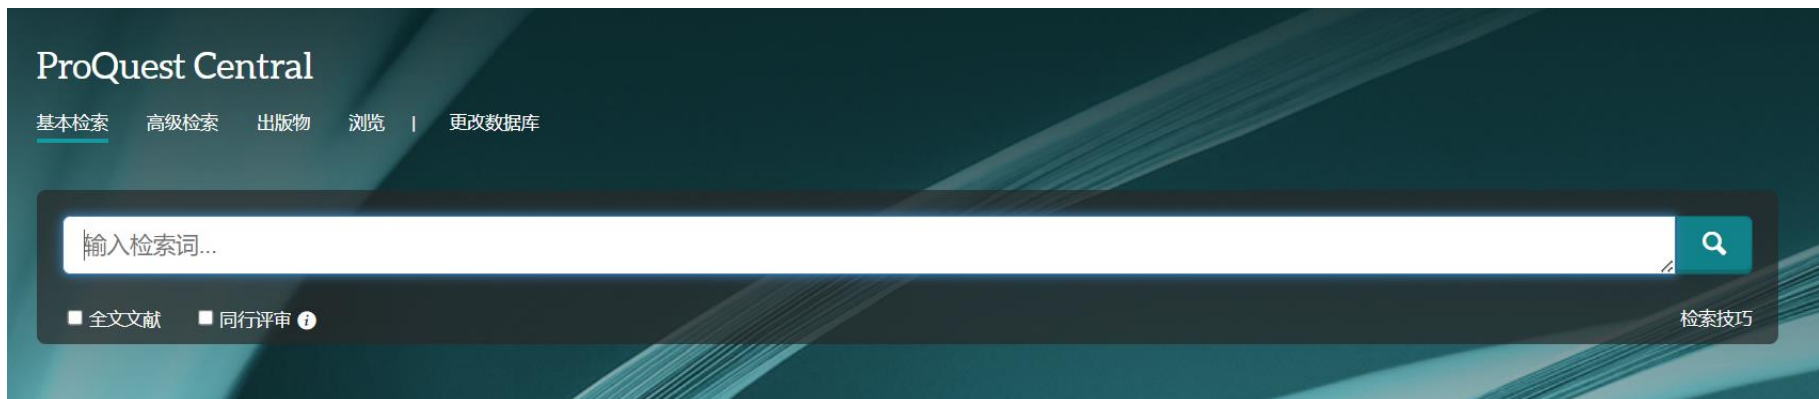 ProQuest Central
基本检索 高级检索 出版物 浏览 | 更改数据库
输入检索词...
全文文献 同行评审 i 检索技巧